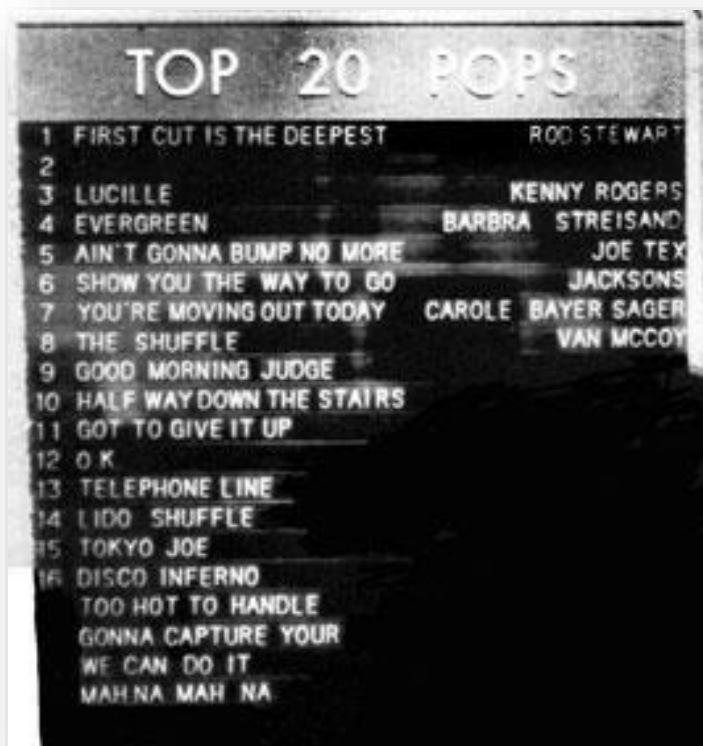 TOP 20 POPS
1 FIRST CUT IS THE DEEPEST ROD STEWART
2
3 LUCILLE KENNY ROGERS
4 EVERGREEN BARBRA STREISAND
5 AIN'T GONNA BUMP NO MORE JOE TEX
6 SHOW YOU THE WAY TO GO JACKSONS
7 YOU'RE MOVING OUT TODAY CAROLE BAYER SAGER
8 THE SHUFFLE VAN MCCOY
9 GOOD MORNING JUDGE
10 HALF WAY DOWN THE STAIRS
11 GOT TO GIVE IT UP
12 O K
13 TELEPHONE LINE
14 LIDO SHUFFLE
15 TOKYO JOE
16 DISCO INFERNO
TOO HOT TO HANDLE
GONNA CAPTURE YOUR
WE CAN DO IT
MAH.NA MAH NA